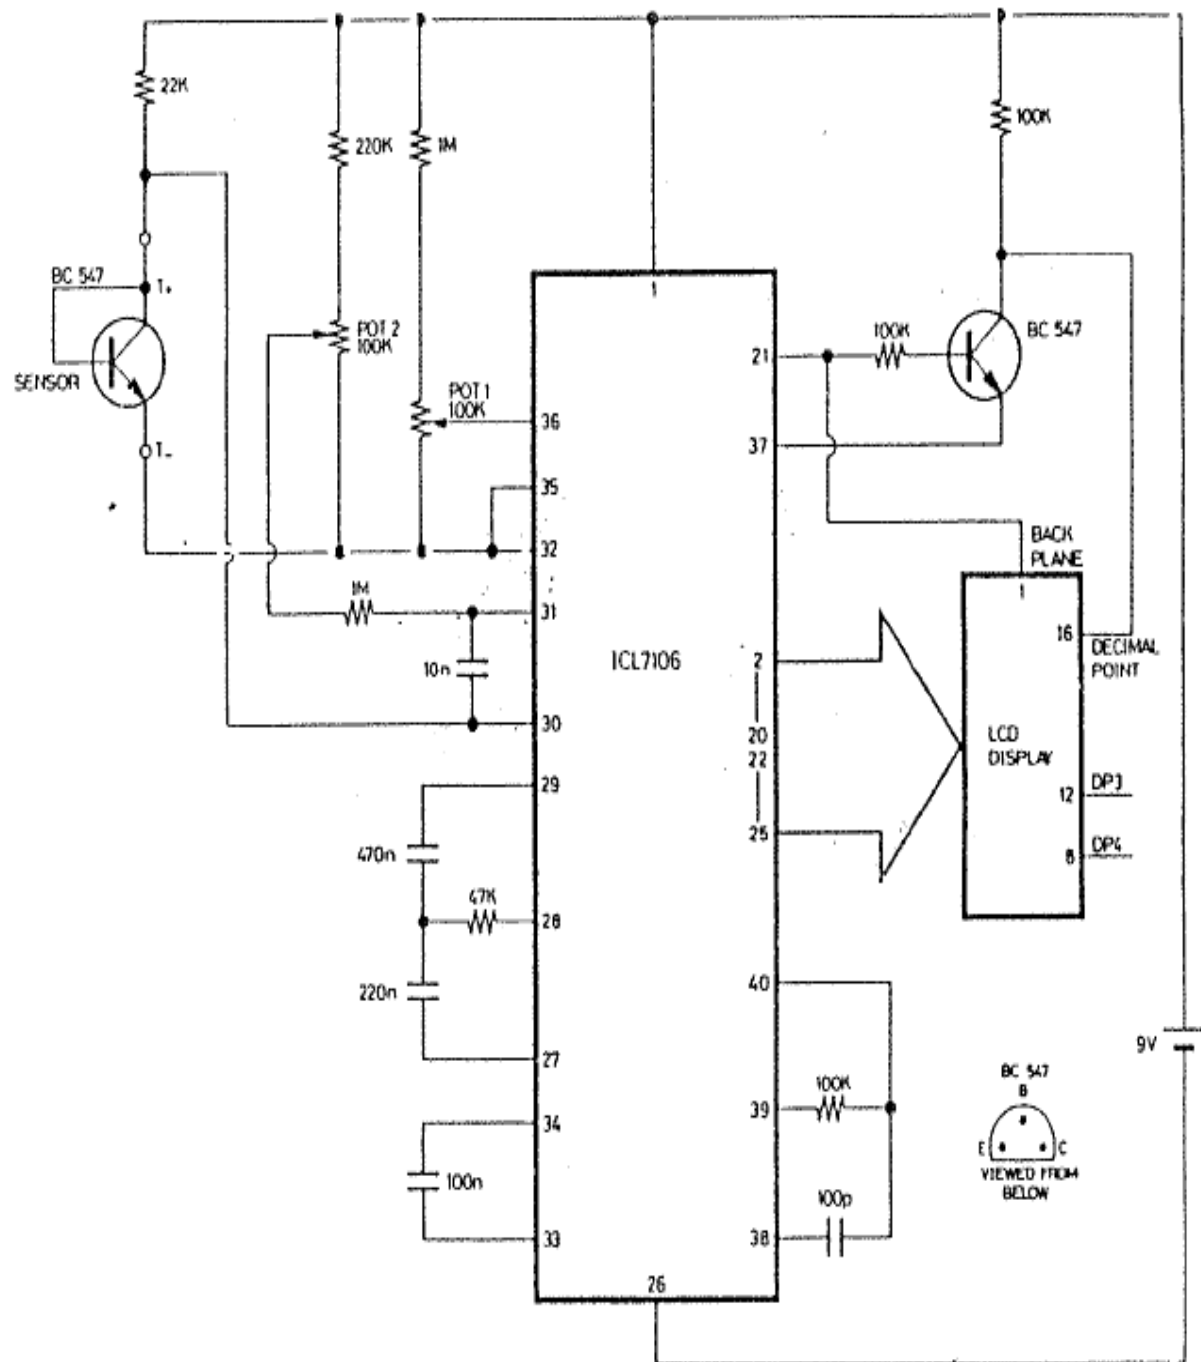 22K
220K
1M
100K
BC 547
T+
SENSOR
T-
POT 2
100K
POT 1
100K
1
36
35
32
31
30
29
28
27
34
33
26
1M
10n
470n
47K
220n
100n
ICL7106
21
37
2
20
22
25
40
39
38
100K
BC 547
BACK
PLANE
1
16
DECIMAL
POINT
LCD
DISPLAY
12
DP3
8
DP4
100K
100p
9V
BC 547
B
E
C
VIEWED FROM
BELOW